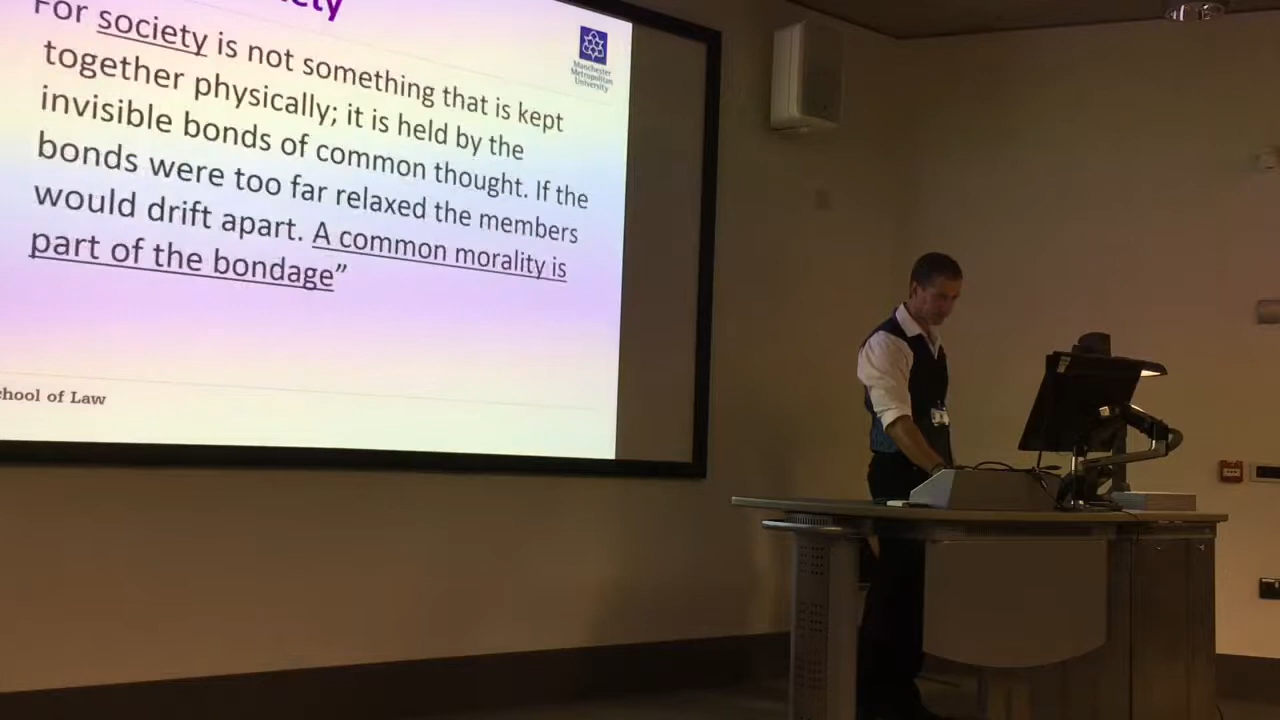 For society is not something that is kept
together physically; it is held by the
invisible bonds of common thought. If the
bonds were too far relaxed the members
would drift apart. A common morality is
part of the bondage”
Manchester
Metropolitan
University
School of Law